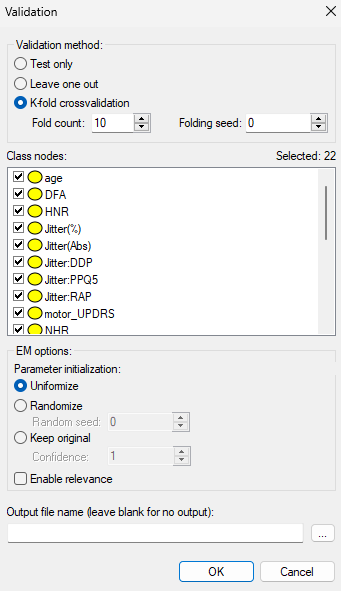 Validation
Validation method:
Test only
Leave one out
K-fold crossvalidation
Fold count: 10 Folding seed: 0
Class nodes: Selected: 22
age
DFA
HNR
Jitter(%)
Jitter(Abs)
Jitter:DDP
Jitter:PPQ5
Jitter:RAP
motor_UPDRS
NHR
EM options:
Parameter initialization:
Uniformize
Randomize
Random seed: 0
Keep original
Confidence: 1
Enable relevance
Output file name (leave blank for no output):
...
OK Cancel